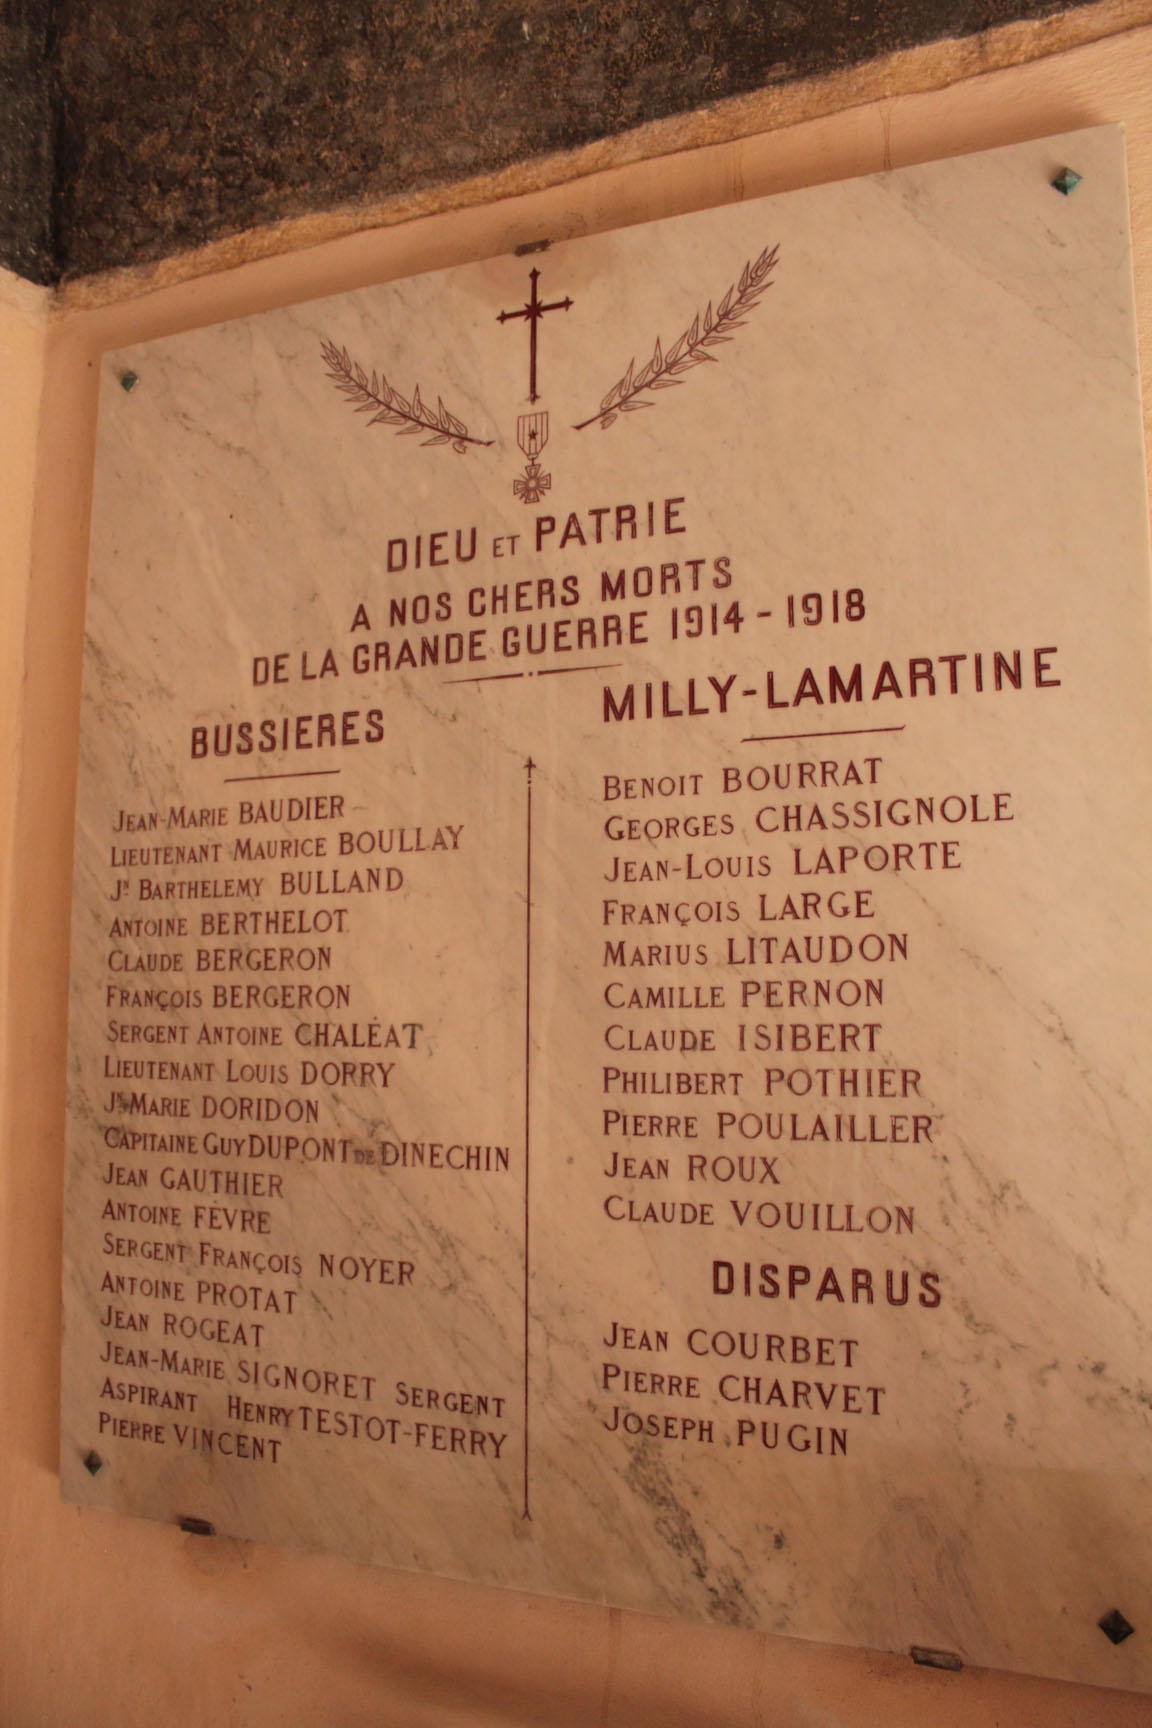 DIEU ET PATRIE
A NOS CHERS MORTS
DE LA GRANDE GUERRE 1914-1918
BUSSIERES
JEAN-MARIE BAUDIER
LIEUTENANT MAURICE BOULLAY
JN BARTHELEMY BULLAND
ANTOINE BERTHELOT
CLAUDE BERGERON
FRANÇOIS BERGERON
SERGENT ANTOINE CHALÉAT
LIEUTENANT LOUIS DORRY
JN MARIE DORIDON
CAPITAINE GUY DUPONT DE DINECHIN
JEAN GAUTHIER
ANTOINE FÈVRE
SERGENT FRANÇOIS NOYER
ANTOINE PROTAT
JEAN ROGEAT
JEAN-MARIE SIGNORET SERGENT
ASPIRANT HENRY TESTOT-FERRY
PIERRE VINCENT
MILLY-LAMARTINE
BENOIT BOURRAT
GEORGES CHASSIGNOLE
JEAN-LOUIS LAPORTE
FRANÇOIS LARGE
MARIUS LITAUDON
CAMILLE PERNON
CLAUDE ISIBERT
PHILIBERT POTHIER
PIERRE POULAILLER
JEAN ROUX
CLAUDE VOUILLON
DISPARUS
JEAN COURBET
PIERRE CHARVET
JOSEPH PUGIN